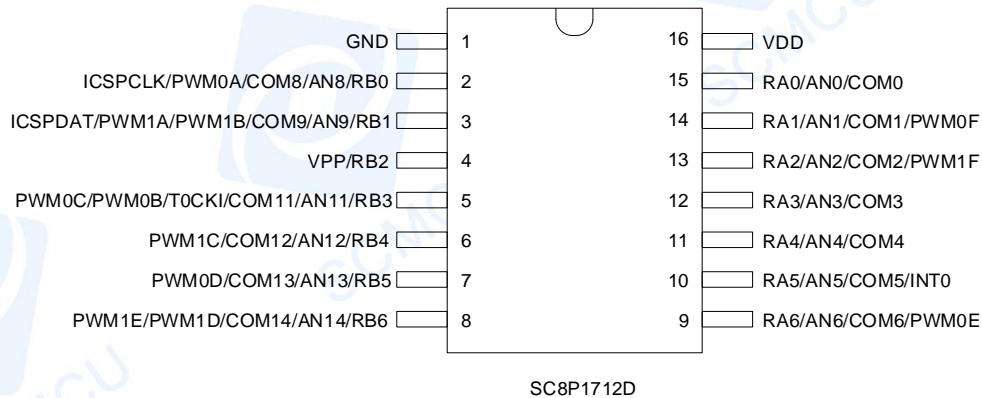 GND 1 16 VDD
ICSPCLK/PWM0A/COM8/AN8/RB0 2 15 RA0/AN0/COM0
ICSPDAT/PWM1A/PWM1B/COM9/AN9/RB1 3 14 RA1/AN1/COM1/PWM0F
VPP/RB2 4 13 RA2/AN2/COM2/PWM1F
PWM0C/PWM0B/T0CKI/COM11/AN11/RB3 5 12 RA3/AN3/COM3
PWM1C/COM12/AN12/RB4 6 11 RA4/AN4/COM4
PWM0D/COM13/AN13/RB5 7 10 RA5/AN5/COM5/INT0
PWM1E/PWM1D/COM14/AN14/RB6 8 9 RA6/AN6/COM6/PWM0E
SC8P1712D
SCMCU